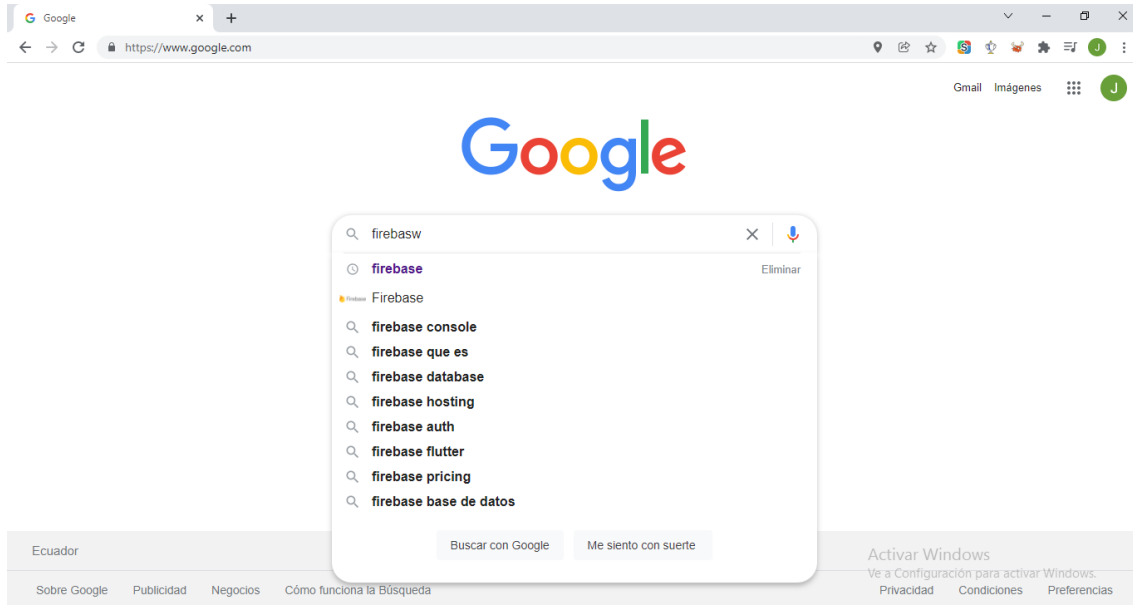 Google
https://www.google.com
J
Gmail Imágenes
J
Google
firebasw
firebase Eliminar
Firebase Firebase
firebase console
firebase que es
firebase database
firebase hosting
firebase auth
firebase flutter
firebase pricing
firebase base de datos
Buscar con Google Me siento con suerte
Ecuador
Activar Windows
Ve a Configuración para activar Windows.
Sobre Google Publicidad Negocios Cómo funciona la Búsqueda Privacidad Condiciones Preferencias